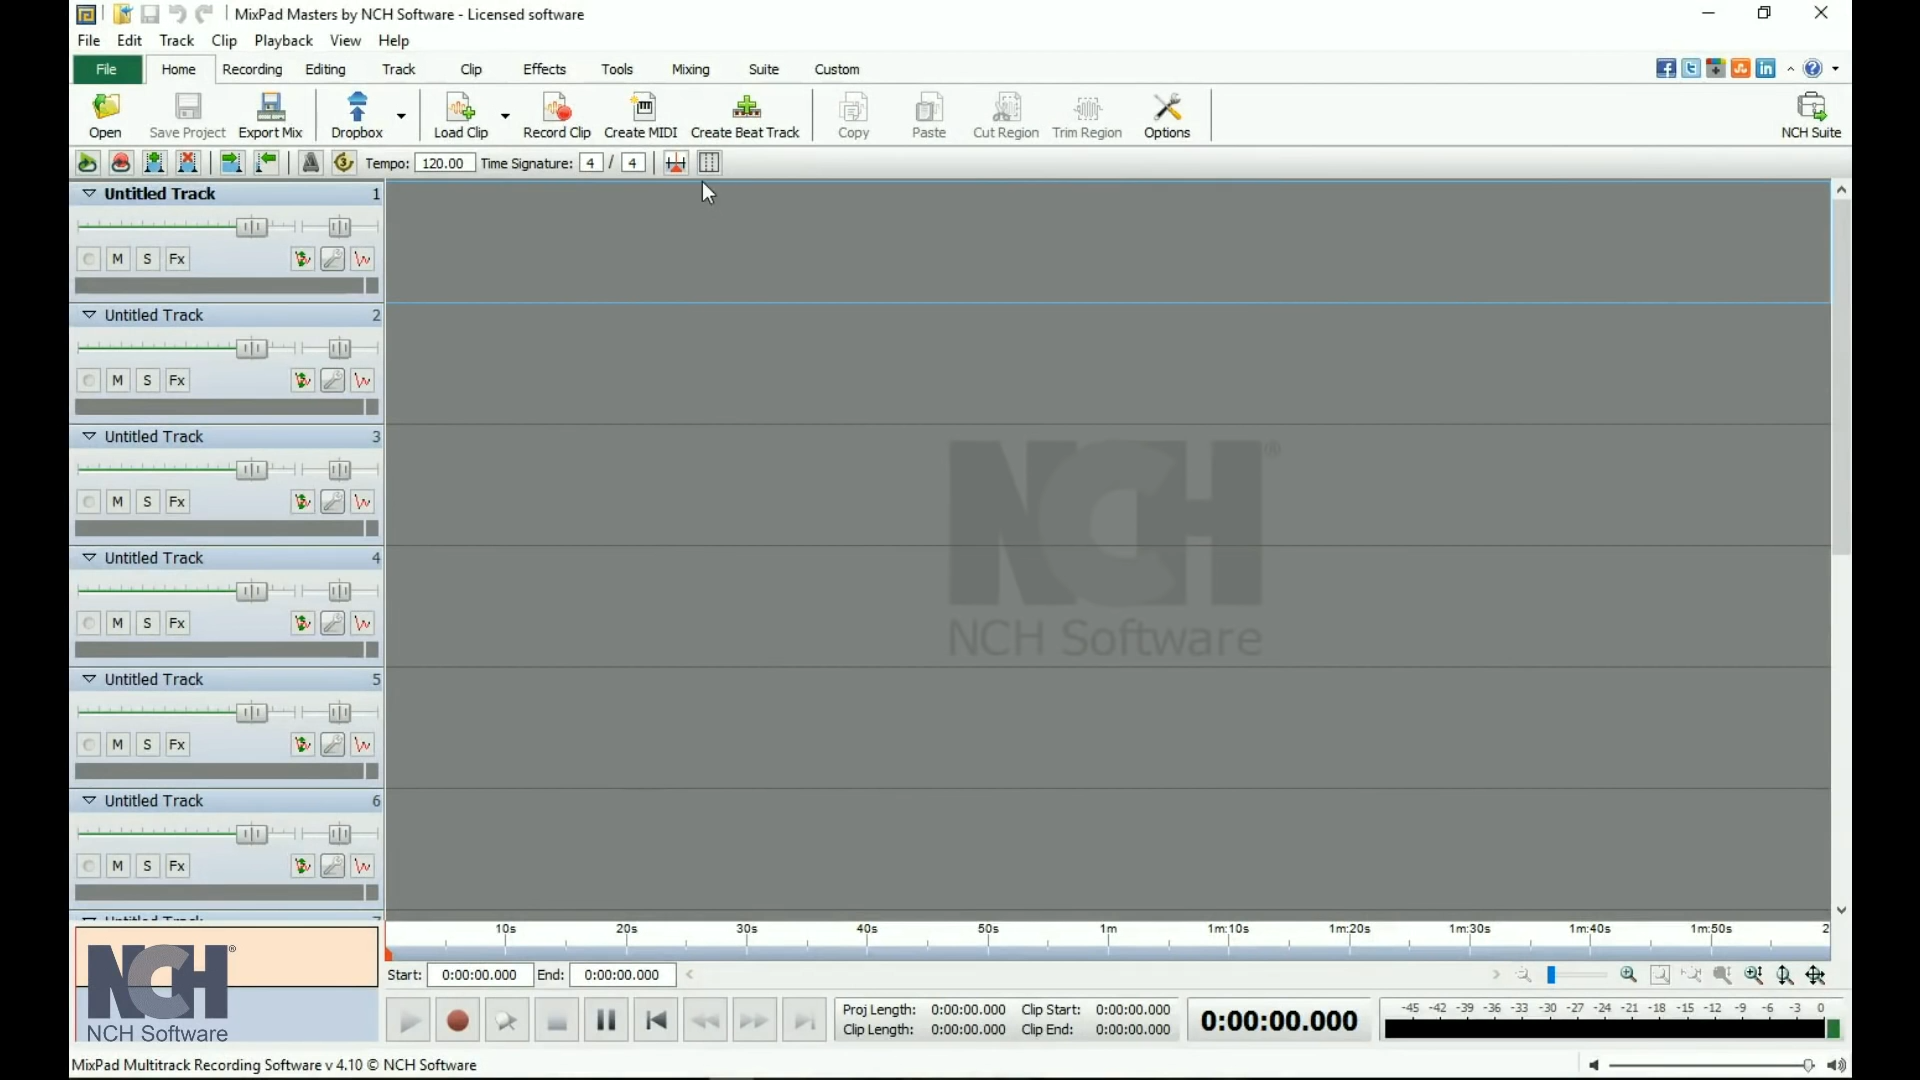 MixPad Masters by NCH Software - Licensed software
File Edit Track Clip Playback View Help
File Home Recording Editing Track Clip Effects Tools Mixing Suite Custom
Open Save Project Export Mix Dropbox Load Clip Record Clip Create MIDI Create Beat Track Copy Paste Cut Region Trim Region Options NCH Suite
Tempo: 120.00 Time Signature: 4 / 4
Untitled Track 1
M S Fx
Untitled Track 2
M S Fx
Untitled Track 3
M S Fx
Untitled Track 4
M S Fx
Untitled Track 5
M S Fx
Untitled Track 6
M S Fx
NCH®
NCH Software
10s 20s 30s 40s 50s 1m 1m:10s 1m:20s 1m:30s 1m:40s 1m:50s 2
Start: 0:00:00.000 End: 0:00:00.000
NCH®
NCH Software
Proj Length: 0:00:00.000 Clip Start: 0:00:00.000
Clip Length: 0:00:00.000 Clip End: 0:00:00.000
0:00:00.000
-45 -42 -39 -36 -33 -30 -27 -24 -21 -18 -15 -12 -9 -6 -3 0
MixPad Multitrack Recording Software v 4.10 © NCH Software